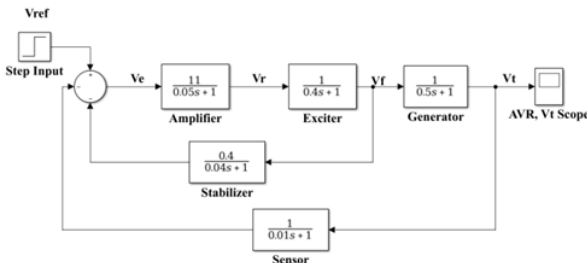 Vref
Step Input
Ve
11
0.05s + 1
Amplifier
Vr
1
0.4s + 1
Exciter
Vf
1
0.5s + 1
Generator
Vt
AVR, Vt Scope
0.4
0.04s + 1
Stabilizer
1
0.01s + 1
Sensor